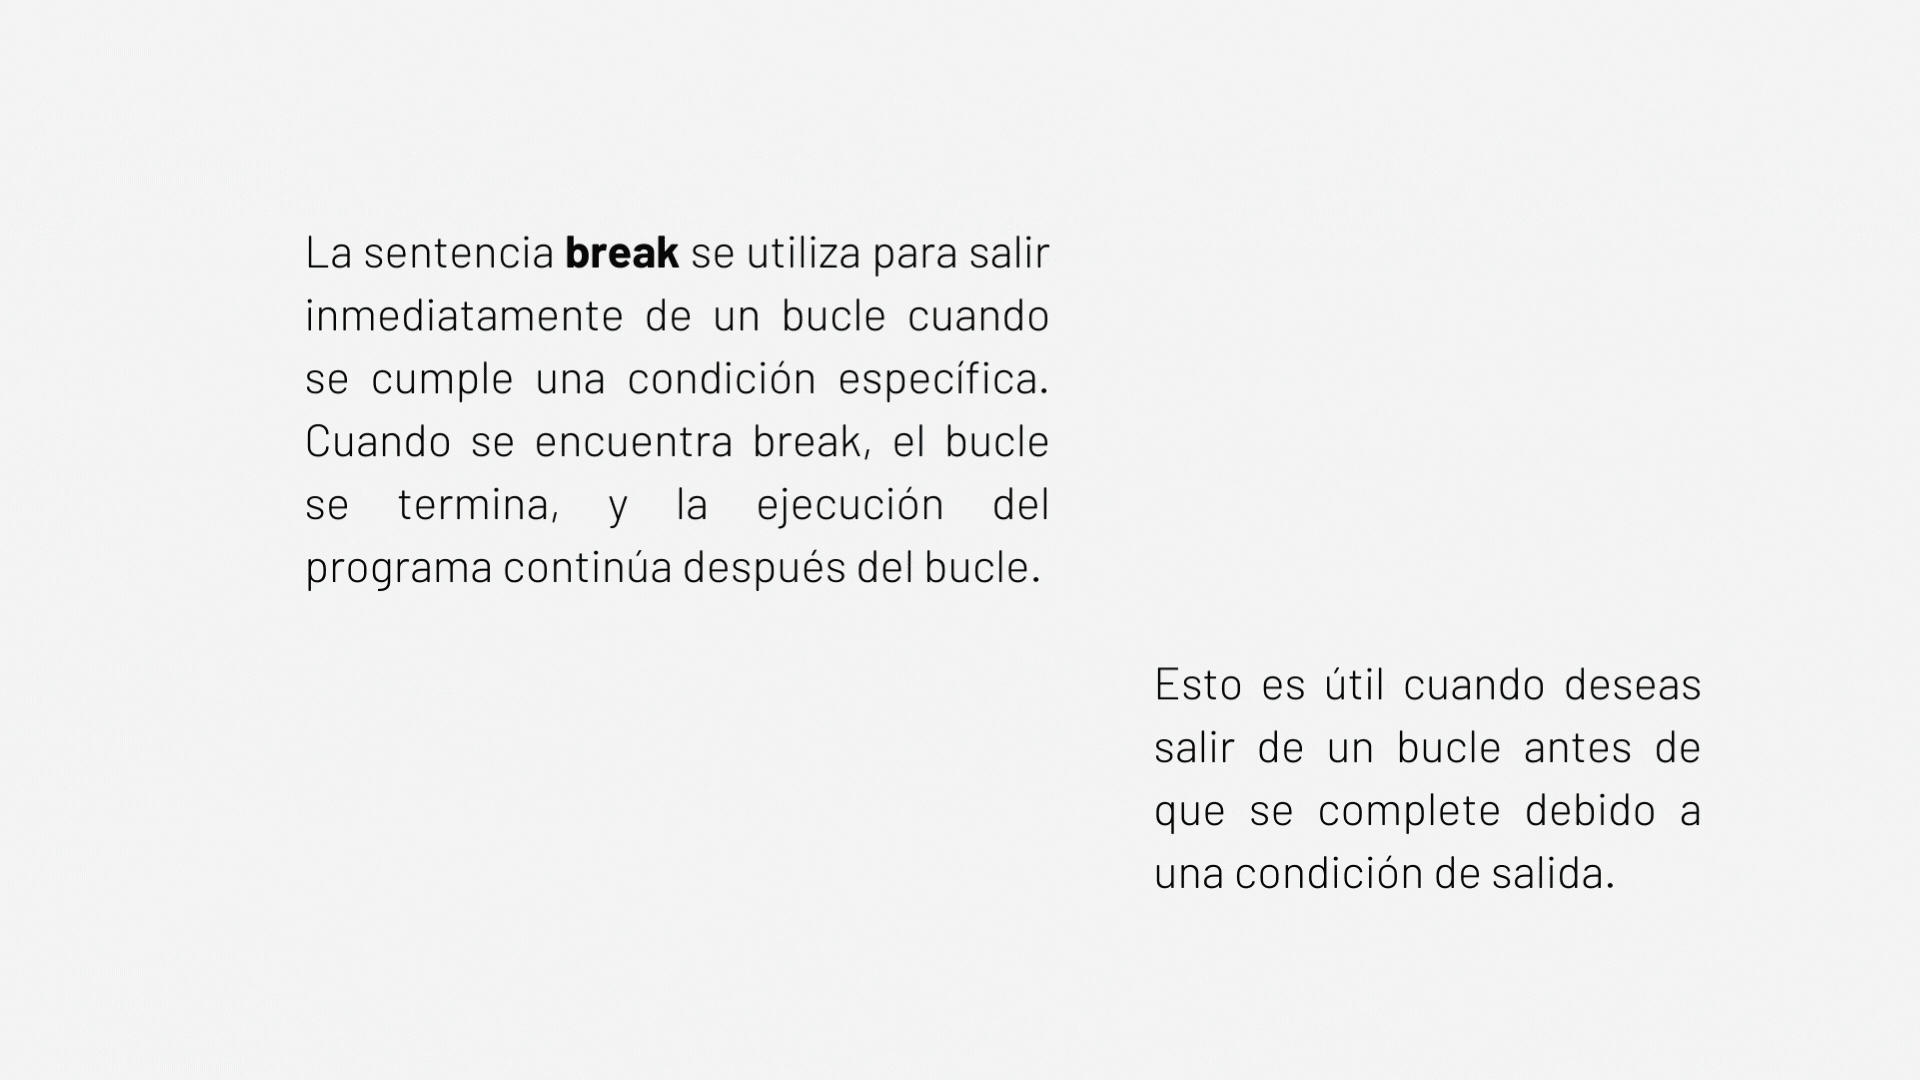 La sentencia break se utiliza para salir
inmediatamente de un bucle cuando
se cumple una condición específica.
Cuando se encuentra break, el bucle
se termina, y la ejecución del
programa continúa después del bucle.
Esto es útil cuando deseas
salir de un bucle antes de
que se complete debido a
una condición de salida.